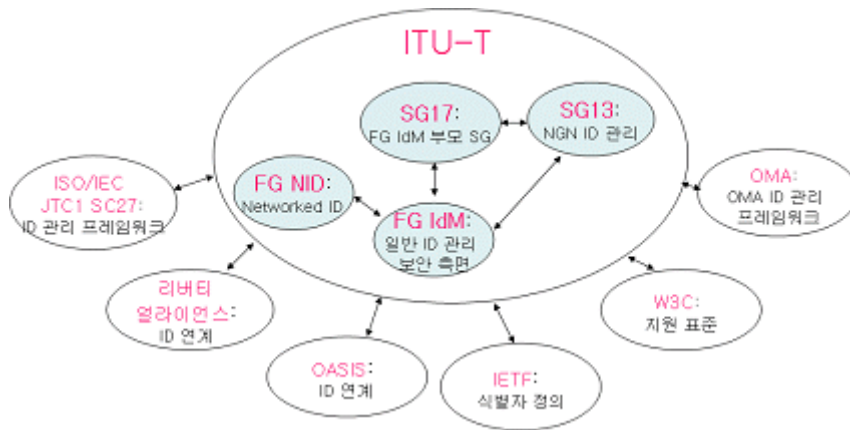 ITU-T
SG17:
FG IdM 부모 SG
SG13:
NGN ID 관리
FG NID:
Networked ID
FG IdM:
일반 ID 관리
보안 측면
ISO/IEC
JTC1 SC27:
ID 관리 프레임워크
OMA:
OMA ID 관리
프레임워크
리버티
얼라이언스:
ID 연계
W3C:
지원 표준
OASIS:
ID 연계
IETF:
식별자 정의